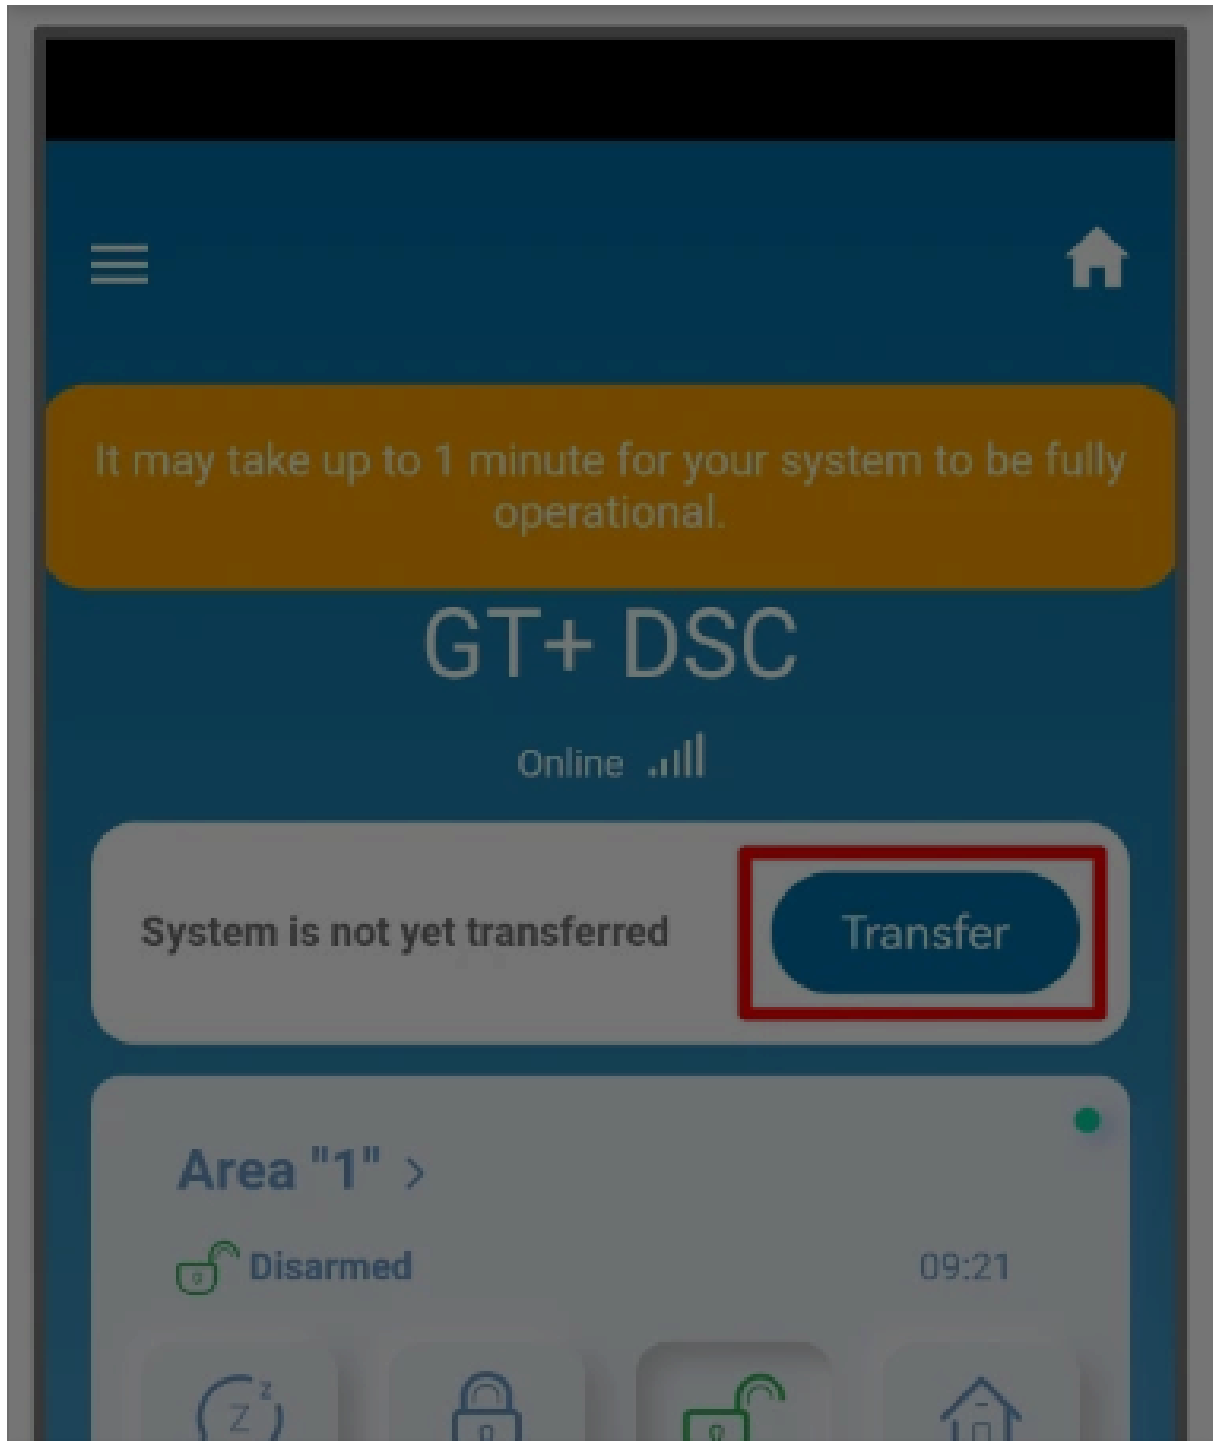 It may take up to 1 minute for your system to be fully
operational.
GT+ DSC
Online
System is not yet transferred
Transfer
Area "1" >
Disarmed
09:21
z
Z